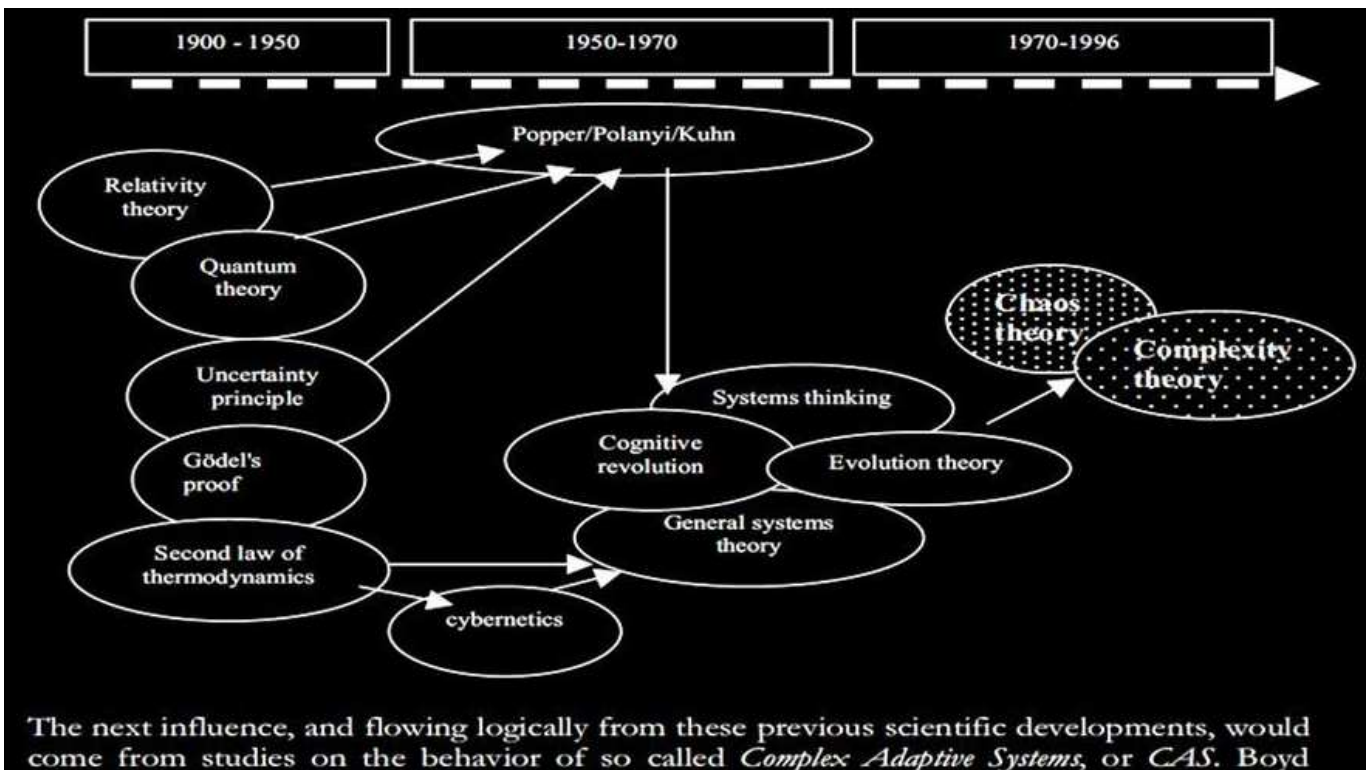 1900 - 1950
1950-1970
1970-1996
Popper/Polanyi/Kuhn
Relativity
theory
Quantum
theory
Uncertainty
principle
Gödel's
proof
Second law of
thermodynamics
cybernetics
Systems thinking
Cognitive
revolution
Evolution theory
General systems
theory
Chaos
theory
Complexity
theory
The next influence, and flowing logically from these previous scientific developments, would
come from studies on the behavior of so called Complex Adaptive Systems, or CAS. Boyd